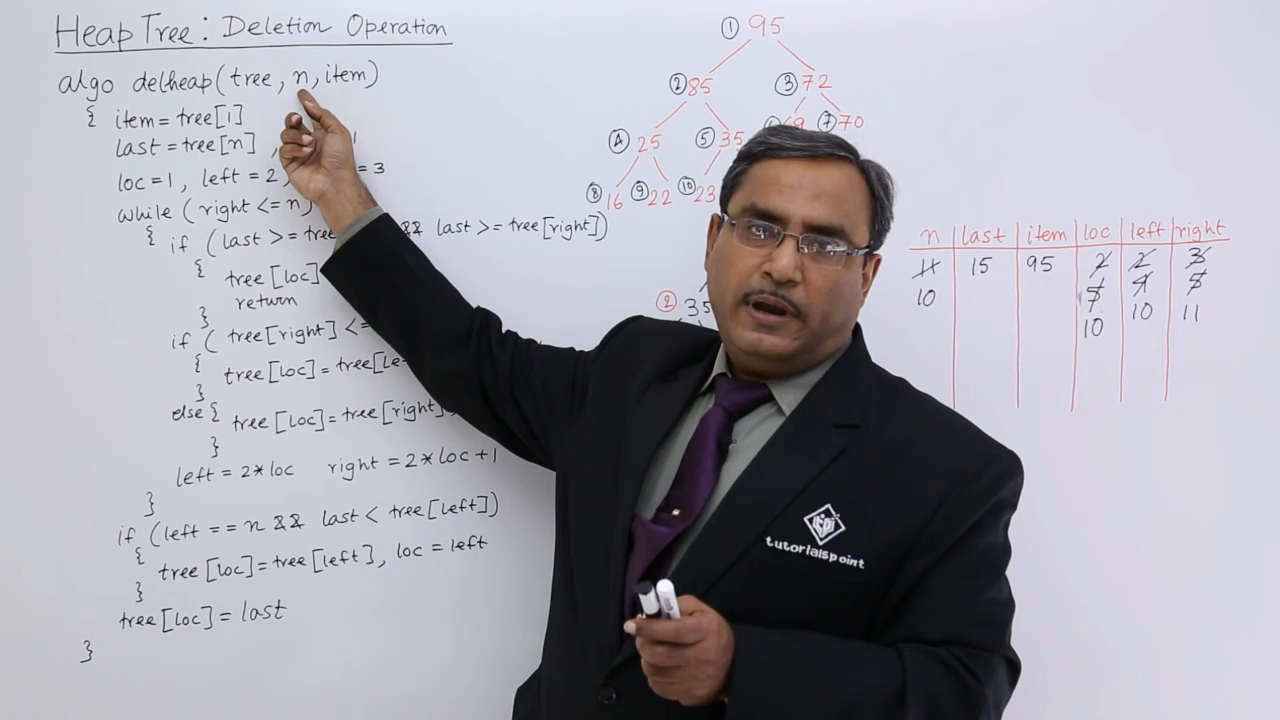 Heap Tree : Deletion Operation
algo delheap(tree, n, item)
{ item = tree[1]
last = tree[n] ,
loc=1, left = 2, = 3
while (right <= n)
{ if (last >= && last >= tree[right])
{
tree[loc]
return
}
if ( tree[right] <=
{
tree[loc] =
}
else {
tree[loc] = tree[right]
}
left = 2*loc right = 2*loc+1
}
if (left == n && last < tree[left])
{
tree[loc] = tree[left], loc = left
}
tree[loc] = last
}
1 95
2 85 3 72
4 25 5 35 7 70
8 16 9 22 10 23
2 35
n last item loc left right
11 15 95 2 2 3
10 5 4 5
10 10 11
tutorialspoint